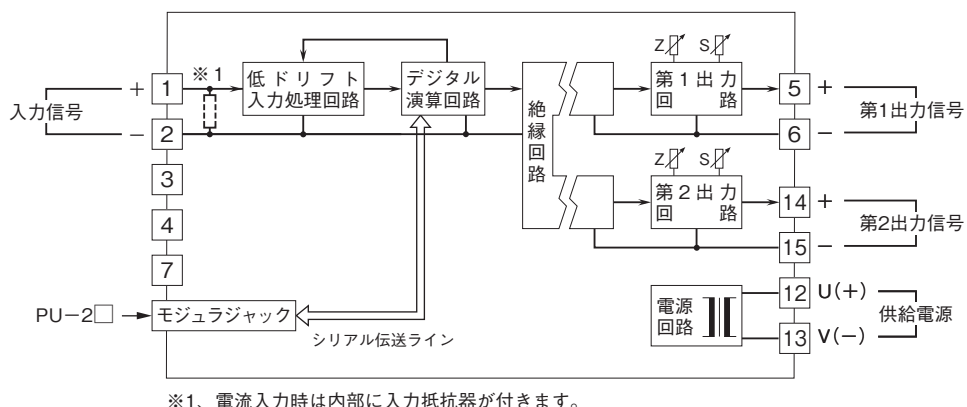 ※1
Z S
Z S
入力信号
+ 1
− 2
3
4
7
低ドリフト
入力処理回路
デジタル
演算回路
絶縁回路
第1出力
回路
5 +
6 −
第1出力信号
第2出力
回路
14 +
15 −
第2出力信号
電源
回路
12 U(+)
13 V(−)
供給電源
PU−2□
モジュラジャック
シリアル伝送ライン
※1、電流入力時は内部に入力抵抗器が付きます。